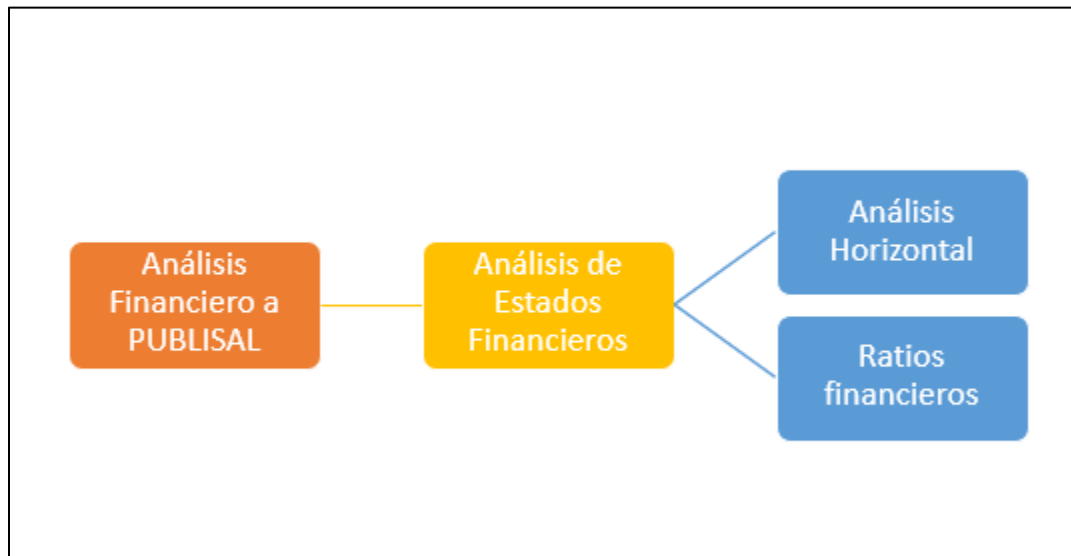 Análisis
Financiero a
PUBLISAL
Análisis de
Estados
Financieros
Análisis
Horizontal
Ratios
financieros